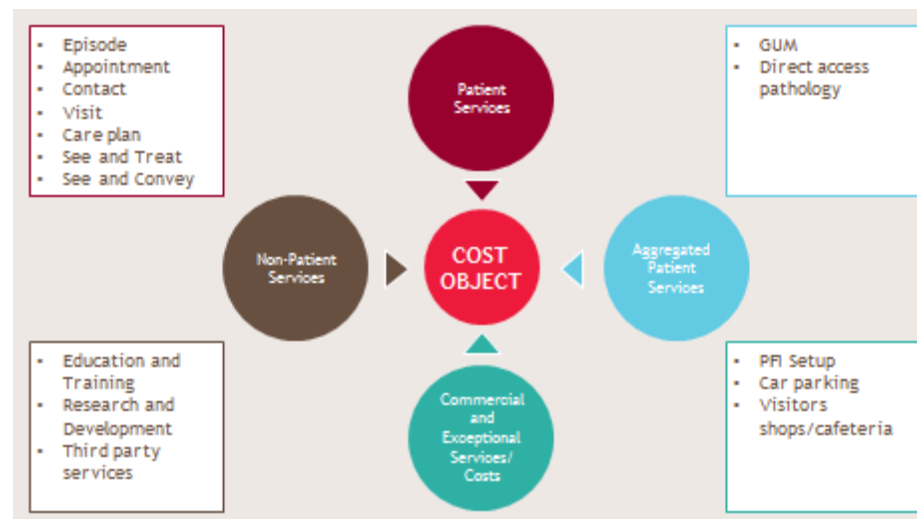 Episode
Appointment
Contact
Visit
Care plan
See and Treat
See and Convey
Patient
Services
GUM
Direct access
pathology
Non-Patient
Services
COST
OBJECT
Aggregated
Patient
Services
Education and
Training
Research and
Development
Third party
services
Commercial
and
Exceptional
Services/
Costs
PFI Setup
Car parking
Visitors
shops/cafeteria